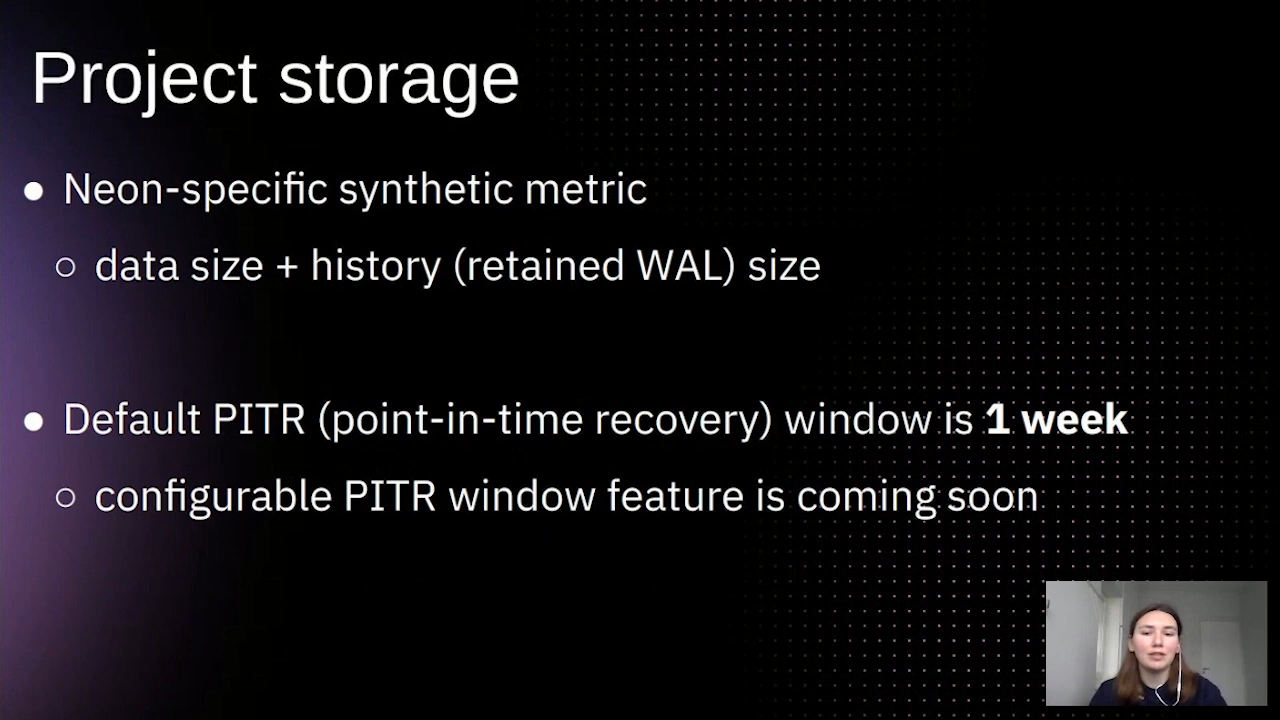 Project storage
● Neon-specific synthetic metric
○ data size + history (retained WAL) size
● Default PITR (point-in-time recovery) window is 1 week
○ configurable PITR window feature is coming soon